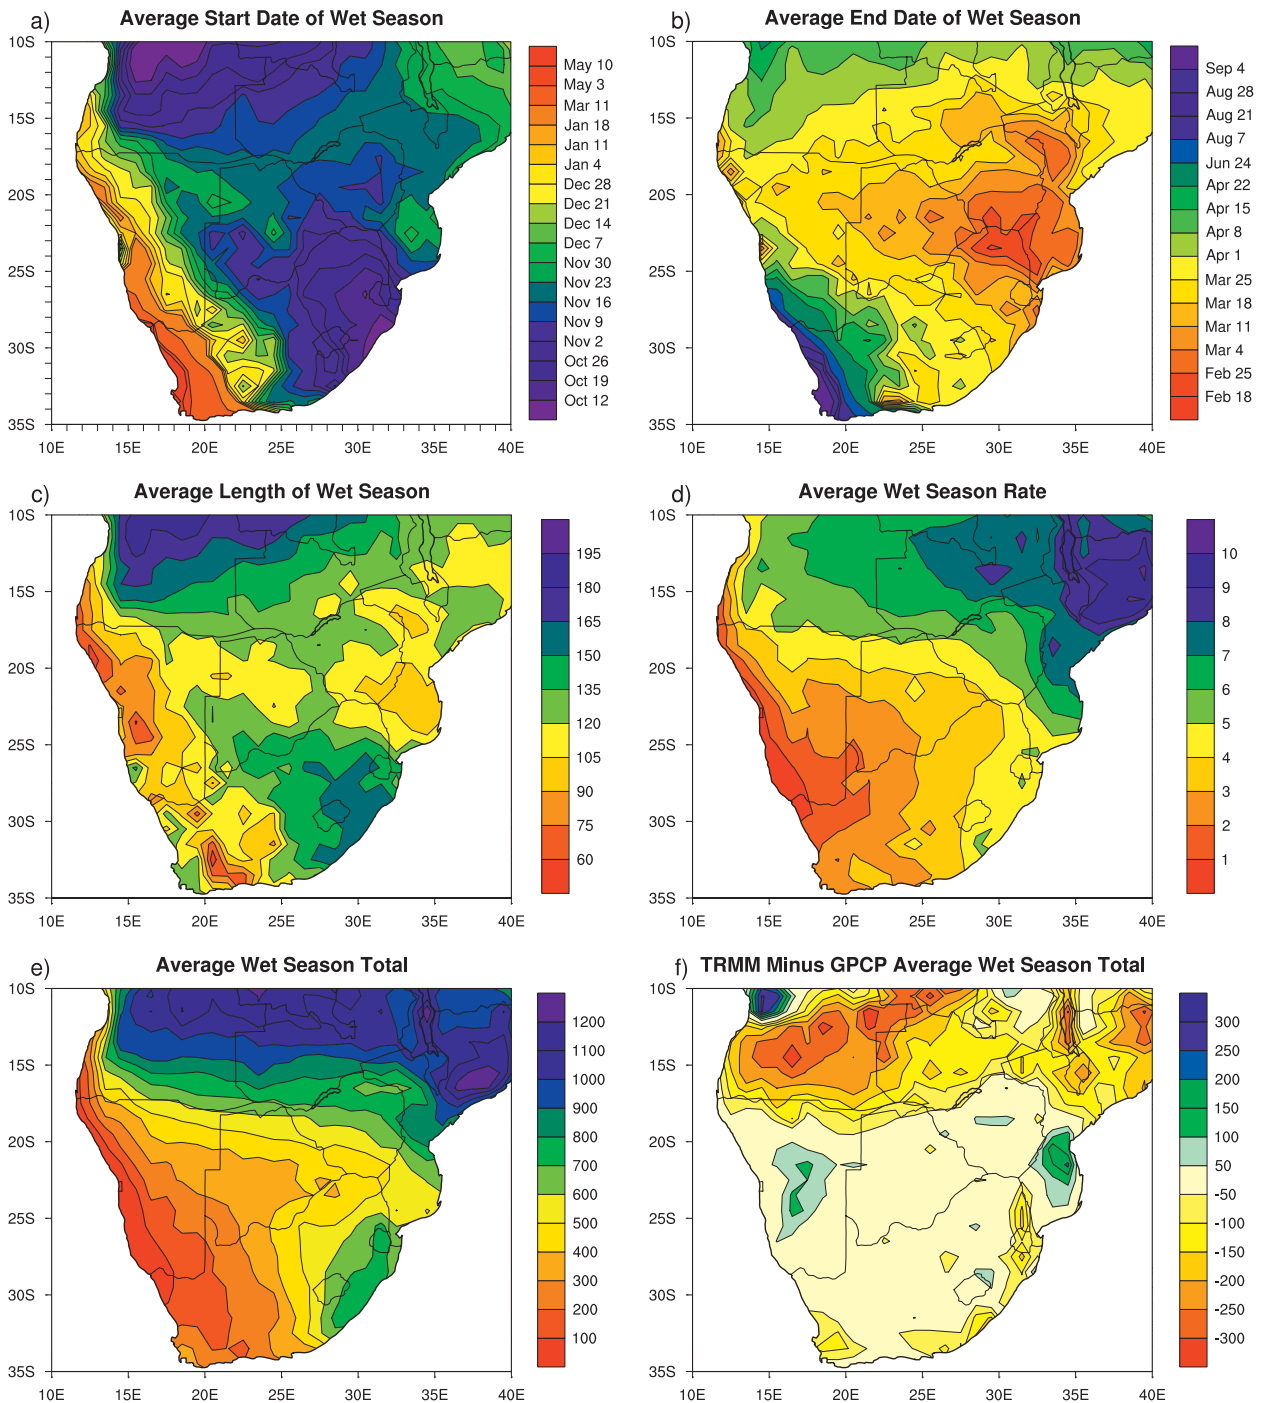 a) Average Start Date of Wet Season
10S
15S
20S
25S
30S
35S
10E 15E 20E 25E 30E 35E 40E
May 10
May 3
Mar 11
Jan 18
Jan 11
Jan 4
Dec 28
Dec 21
Dec 14
Dec 7
Nov 30
Nov 23
Nov 16
Nov 9
Nov 2
Oct 26
Oct 19
Oct 12
b) Average End Date of Wet Season
10S
15S
20S
25S
30S
35S
10E 15E 20E 25E 30E 35E 40E
Sep 4
Aug 28
Aug 21
Aug 7
Jun 24
Apr 22
Apr 15
Apr 8
Apr 1
Mar 25
Mar 18
Mar 11
Mar 4
Feb 25
Feb 18
c) Average Length of Wet Season
10S
15S
20S
25S
30S
35S
10E 15E 20E 25E 30E 35E 40E
195
180
165
150
135
120
105
90
75
60
d) Average Wet Season Rate
10S
15S
20S
25S
30S
35S
10E 15E 20E 25E 30E 35E 40E
10
9
8
7
6
5
4
3
2
1
e) Average Wet Season Total
10S
15S
20S
25S
30S
35S
10E 15E 20E 25E 30E 35E 40E
1200
1100
1000
900
800
700
600
500
400
300
200
100
f) TRMM Minus GPCP Average Wet Season Total
10S
15S
20S
25S
30S
35S
10E 15E 20E 25E 30E 35E 40E
300
250
200
150
100
50
-50
-100
-150
-200
-250
-300